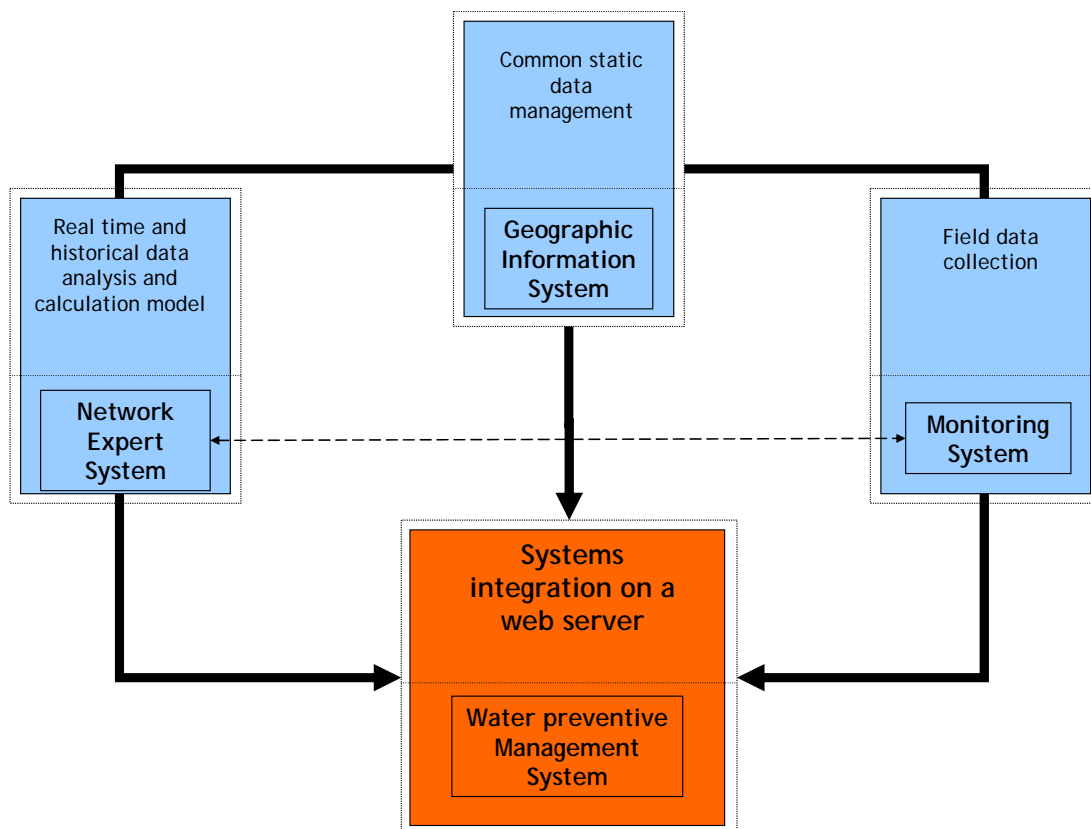 Common static
data
management
Geographic
Information
System
Real time and
historical data
analysis and
calculation model
Network
Expert
System
Field data
collection
Monitoring
System
Systems
integration on a
web server
Water preventive
Management
System